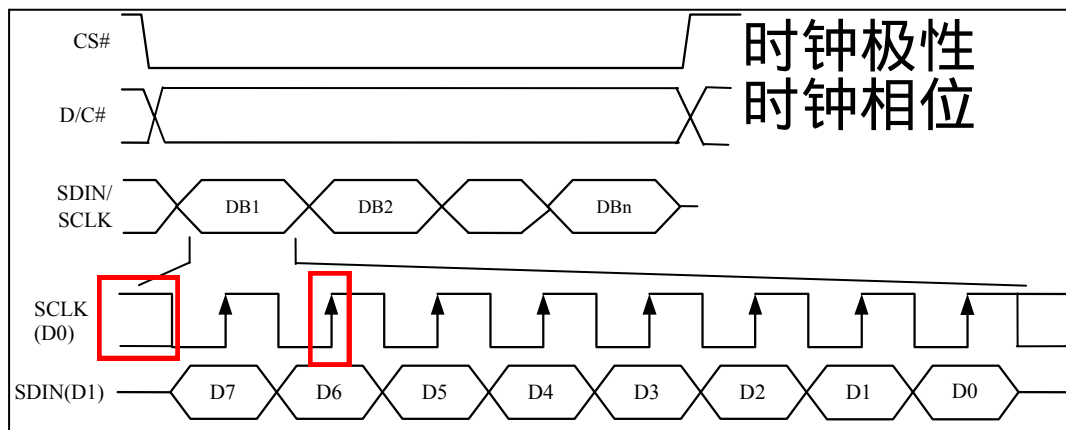 CS#
时钟极性
D/C#
时钟相位
SDIN/
SCLK
DB1 DB2 DBn
SCLK
(D0)
SDIN(D1) D7 D6 D5 D4 D3 D2 D1 D0